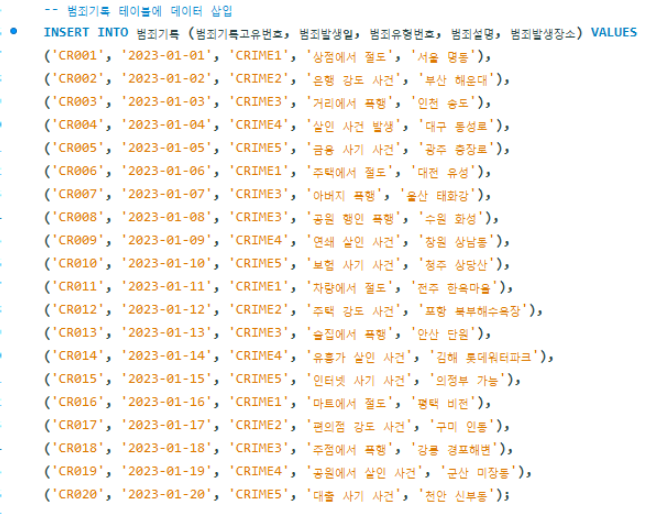 -- 범죄기록 테이블에 데이터 삽입
INSERT INTO 범죄기록 (범죄기록고유번호, 범죄발생일, 범죄유형번호, 범죄설명, 범죄발생장소) VALUES
('CR001', '2023-01-01', 'CRIME1', '상점에서 절도', '서울 명동'),
('CR002', '2023-01-02', 'CRIME2', '은행 강도 사건', '부산 해운대'),
('CR003', '2023-01-03', 'CRIME3', '거리에서 폭행', '인천 송도'),
('CR004', '2023-01-04', 'CRIME4', '살인 사건 발생', '대구 동성로'),
('CR005', '2023-01-05', 'CRIME5', '금융 사기 사건', '광주 충장로'),
('CR006', '2023-01-06', 'CRIME1', '주택에서 절도', '대전 유성'),
('CR007', '2023-01-07', 'CRIME3', '아버지 폭행', '울산 태화강'),
('CR008', '2023-01-08', 'CRIME3', '공원 행인 폭행', '수원 화성'),
('CR009', '2023-01-09', 'CRIME4', '연쇄 살인 사건', '창원 상남동'),
('CR010', '2023-01-10', 'CRIME5', '보험 사기 사건', '청주 상당산'),
('CR011', '2023-01-11', 'CRIME1', '차량에서 절도', '전주 한옥마을'),
('CR012', '2023-01-12', 'CRIME2', '주택 강도 사건', '포항 북부해수욕장'),
('CR013', '2023-01-13', 'CRIME3', '술집에서 폭행', '안산 단원'),
('CR014', '2023-01-14', 'CRIME4', '유흥가 살인 사건', '김해 롯데워터파크'),
('CR015', '2023-01-15', 'CRIME5', '인터넷 사기 사건', '의정부 가능'),
('CR016', '2023-01-16', 'CRIME1', '마트에서 절도', '평택 비전'),
('CR017', '2023-01-17', 'CRIME2', '편의점 강도 사건', '구미 인동'),
('CR018', '2023-01-18', 'CRIME3', '주점에서 폭행', '강릉 경포해변'),
('CR019', '2023-01-19', 'CRIME4', '공원에서 살인 사건', '군산 미장동'),
('CR020', '2023-01-20', 'CRIME5', '대출 사기 사건', '천안 신부동');